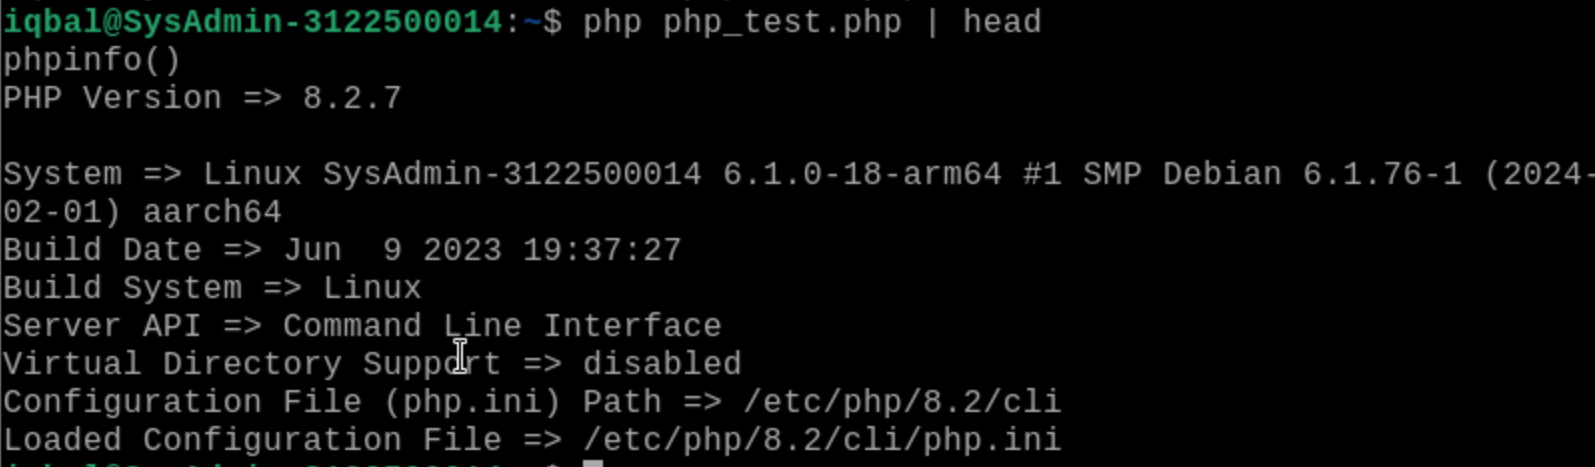 iqbal@SysAdmin-3122500014:~$ php php_test.php | head
phpinfo()
PHP Version => 8.2.7
System => Linux SysAdmin-3122500014 6.1.0-18-arm64 #1 SMP Debian 6.1.76-1 (2024-
02-01) aarch64
Build Date => Jun  9 2023 19:37:27
Build System => Linux
Server API => Command Line Interface
Virtual Directory Support => disabled
Configuration File (php.ini) Path => /etc/php/8.2/cli
Loaded Configuration File => /etc/php/8.2/cli/php.ini